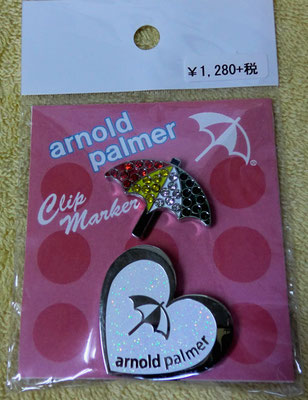 ¥1,280+税
arnold
palmer
®
Clip
Marker
arnold palmer